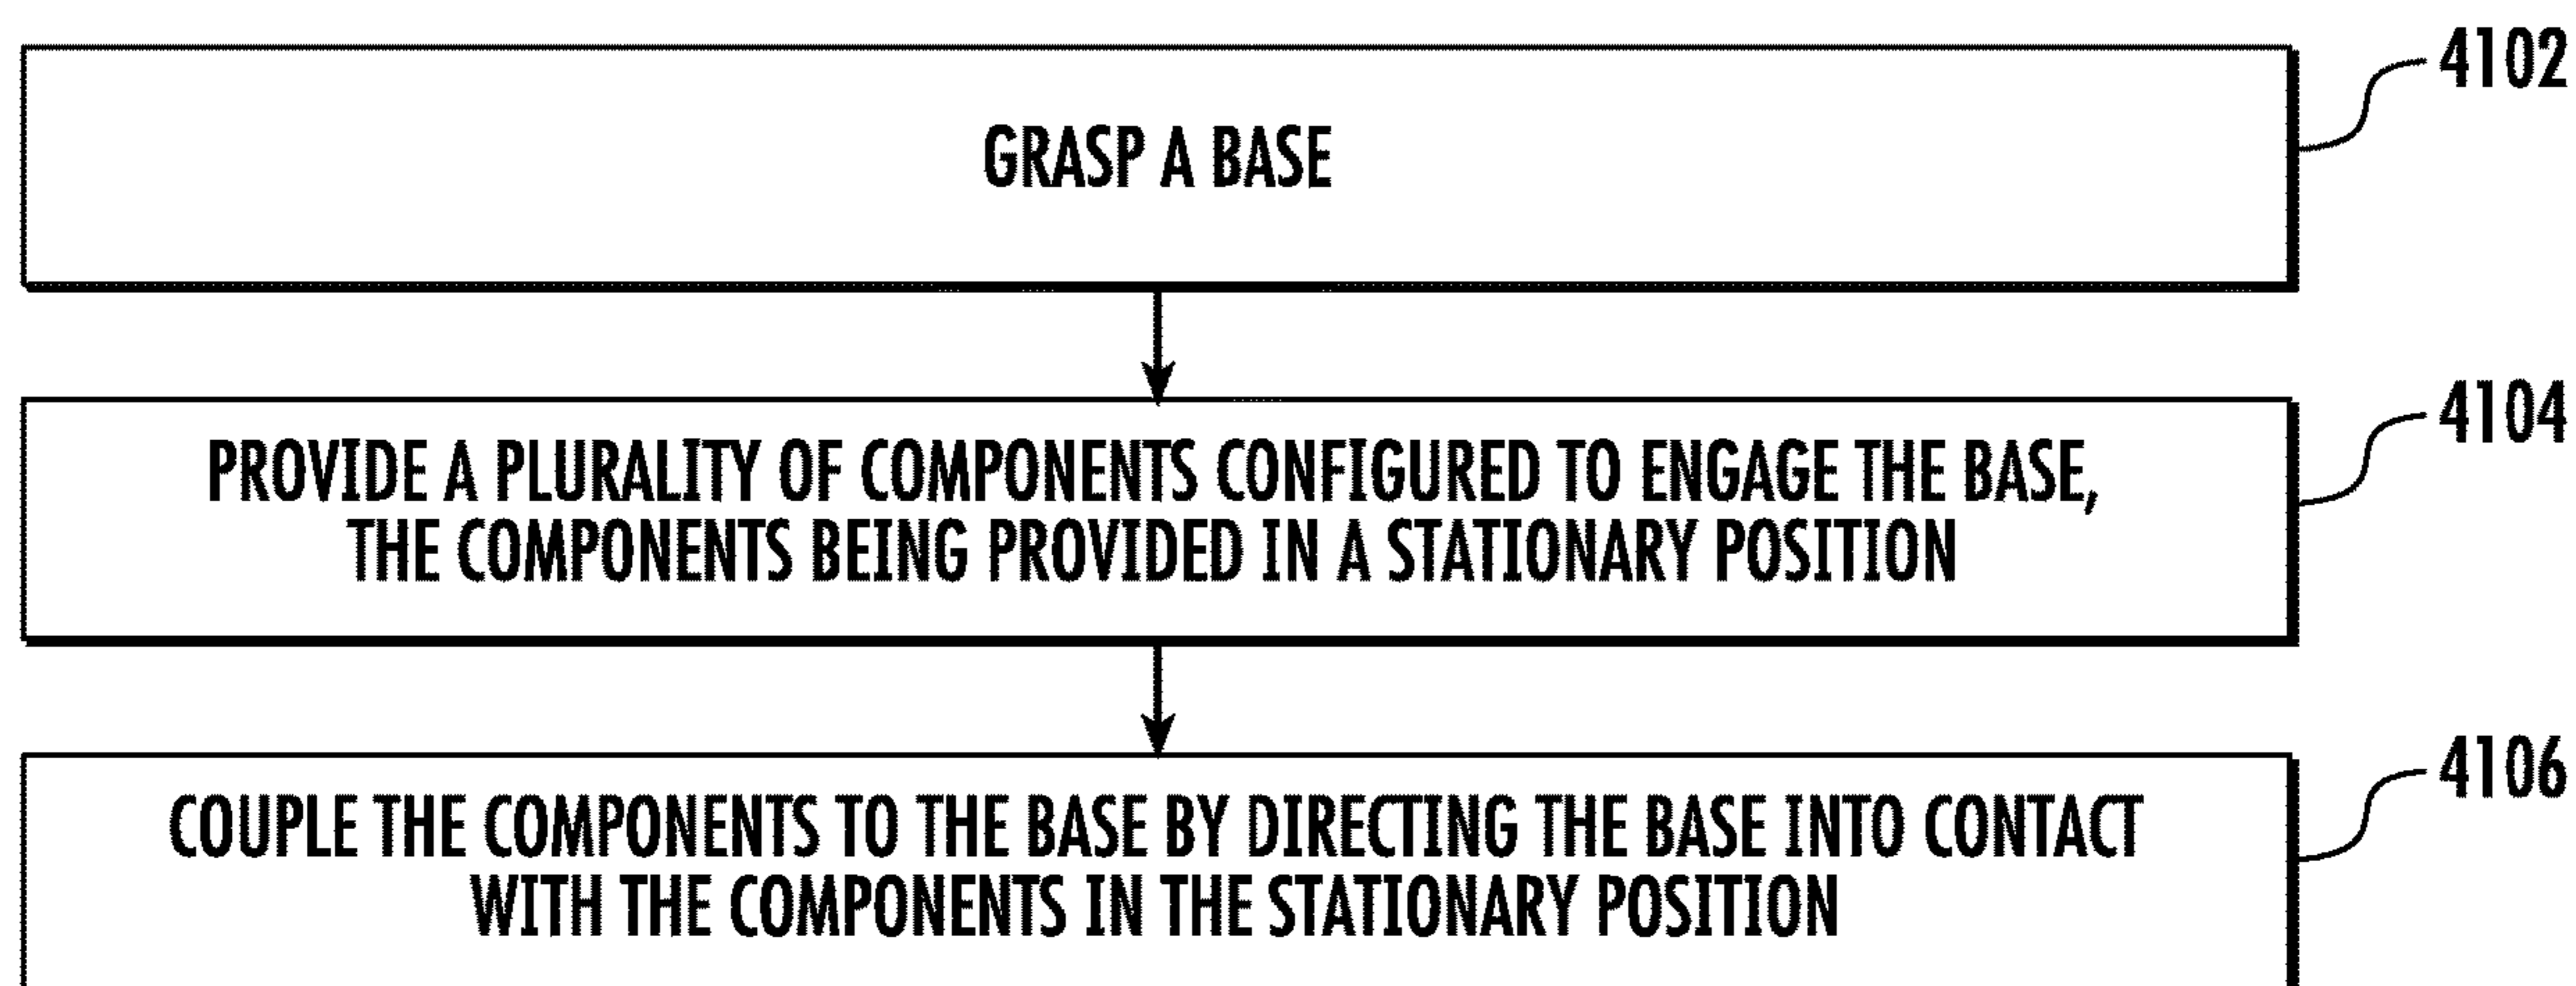 4102
GRASP A BASE
4104
PROVIDE A PLURALITY OF COMPONENTS CONFIGURED TO ENGAGE THE BASE,
THE COMPONENTS BEING PROVIDED IN A STATIONARY POSITION
4106
COUPLE THE COMPONENTS TO THE BASE BY DIRECTING THE BASE INTO CONTACT
WITH THE COMPONENTS IN THE STATIONARY POSITION